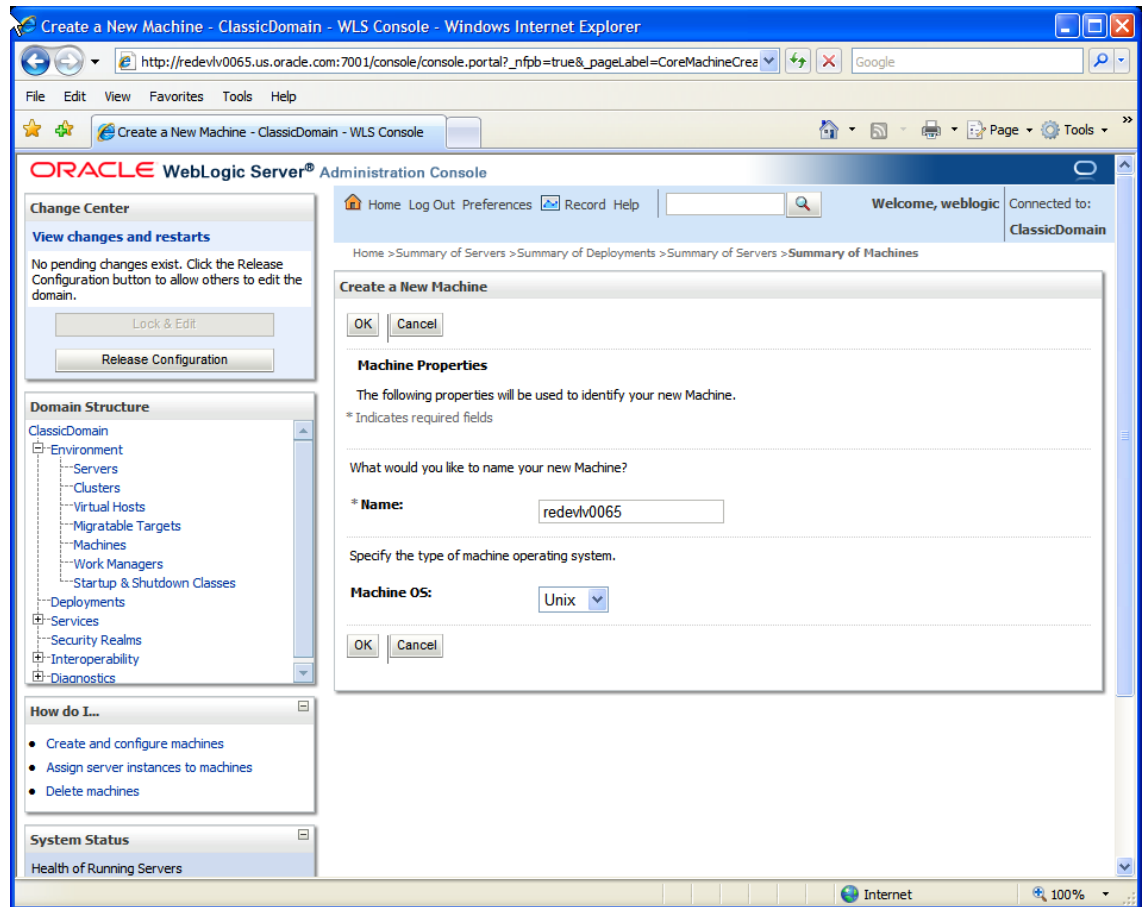 Create a New Machine - ClassicDomain - WLS Console - Windows Internet Explorer
http://redevlv0065.us.oracle.com:7001/console/console.portal?_nfpb=true&_pageLabel=CoreMachineCrea
Google
File Edit View Favorites Tools Help
Create a New Machine - ClassicDomain - WLS Console
Page Tools »
ORACLE WebLogic Server® Administration Console
Change Center
View changes and restarts
No pending changes exist. Click the Release
Configuration button to allow others to edit the
domain.
Lock & Edit
Release Configuration
Domain Structure
ClassicDomain
Environment
Servers
Clusters
Virtual Hosts
Migratable Targets
Machines
Work Managers
Startup & Shutdown Classes
Deployments
Services
Security Realms
Interoperability
Diagnostics
How do I...
Create and configure machines
Assign server instances to machines
Delete machines
System Status
Health of Running Servers
Home Log Out Preferences Record Help
Welcome, weblogic
Connected to:
ClassicDomain
Home >Summary of Servers >Summary of Deployments >Summary of Servers >Summary of Machines
Create a New Machine
OK Cancel
Machine Properties
The following properties will be used to identify your new Machine.
* Indicates required fields
What would you like to name your new Machine?
* Name: redevlv0065
Specify the type of machine operating system.
Machine OS: Unix
OK Cancel
Internet 100%